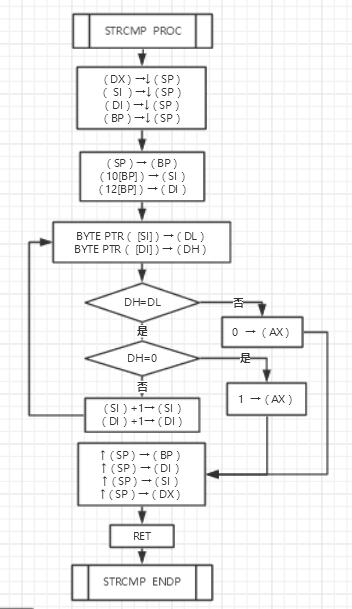 STRCMP PROC
(DX)→↓(SP)
( SI )→↓(SP)
(DI)→↓(SP)
(BP)→↓(SP)
(SP)→(BP)
(10[BP])→(SI)
(12[BP])→(DI)
BYTE PTR( [SI])→(DL)
BYTE PTR( [DI])→(DH)
DH=DL
否
是
0 →(AX)
DH=0
是
否
1 →(AX)
(SI)+1→(SI)
(DI)+1→(DI)
↑(SP)→(BP)
↑(SP)→(DI)
↑(SP)→(SI)
↑(SP)→(DX)
RET
STRCMP ENDP